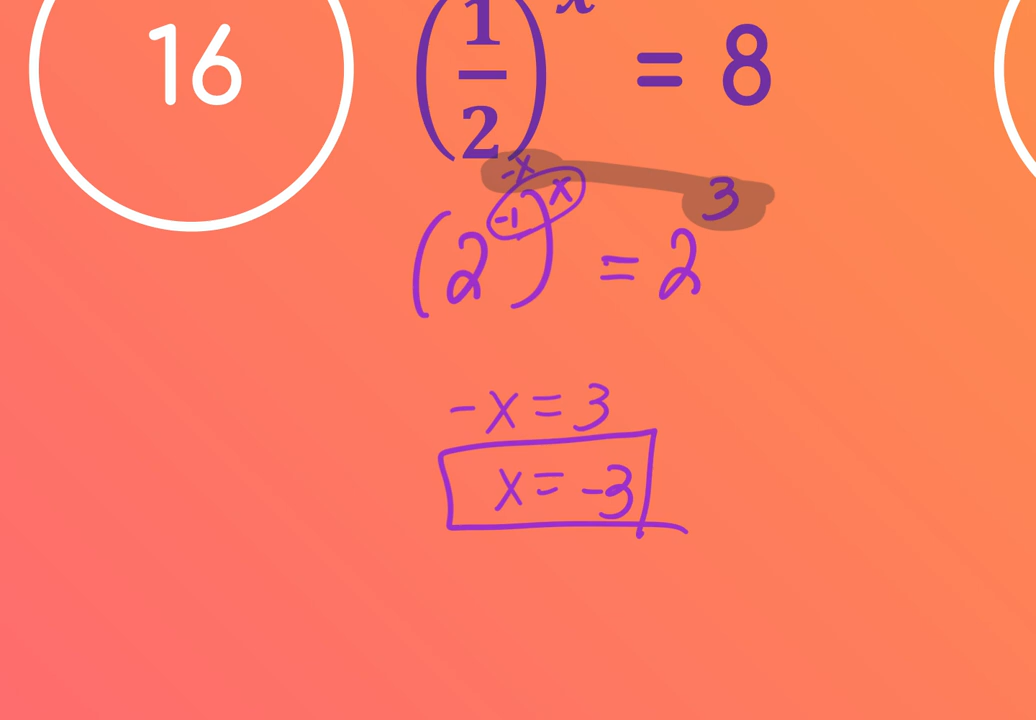 16
(1/2)^x = 8
-x
(2^-1)^x = 2^3
-x = 3
x = -3